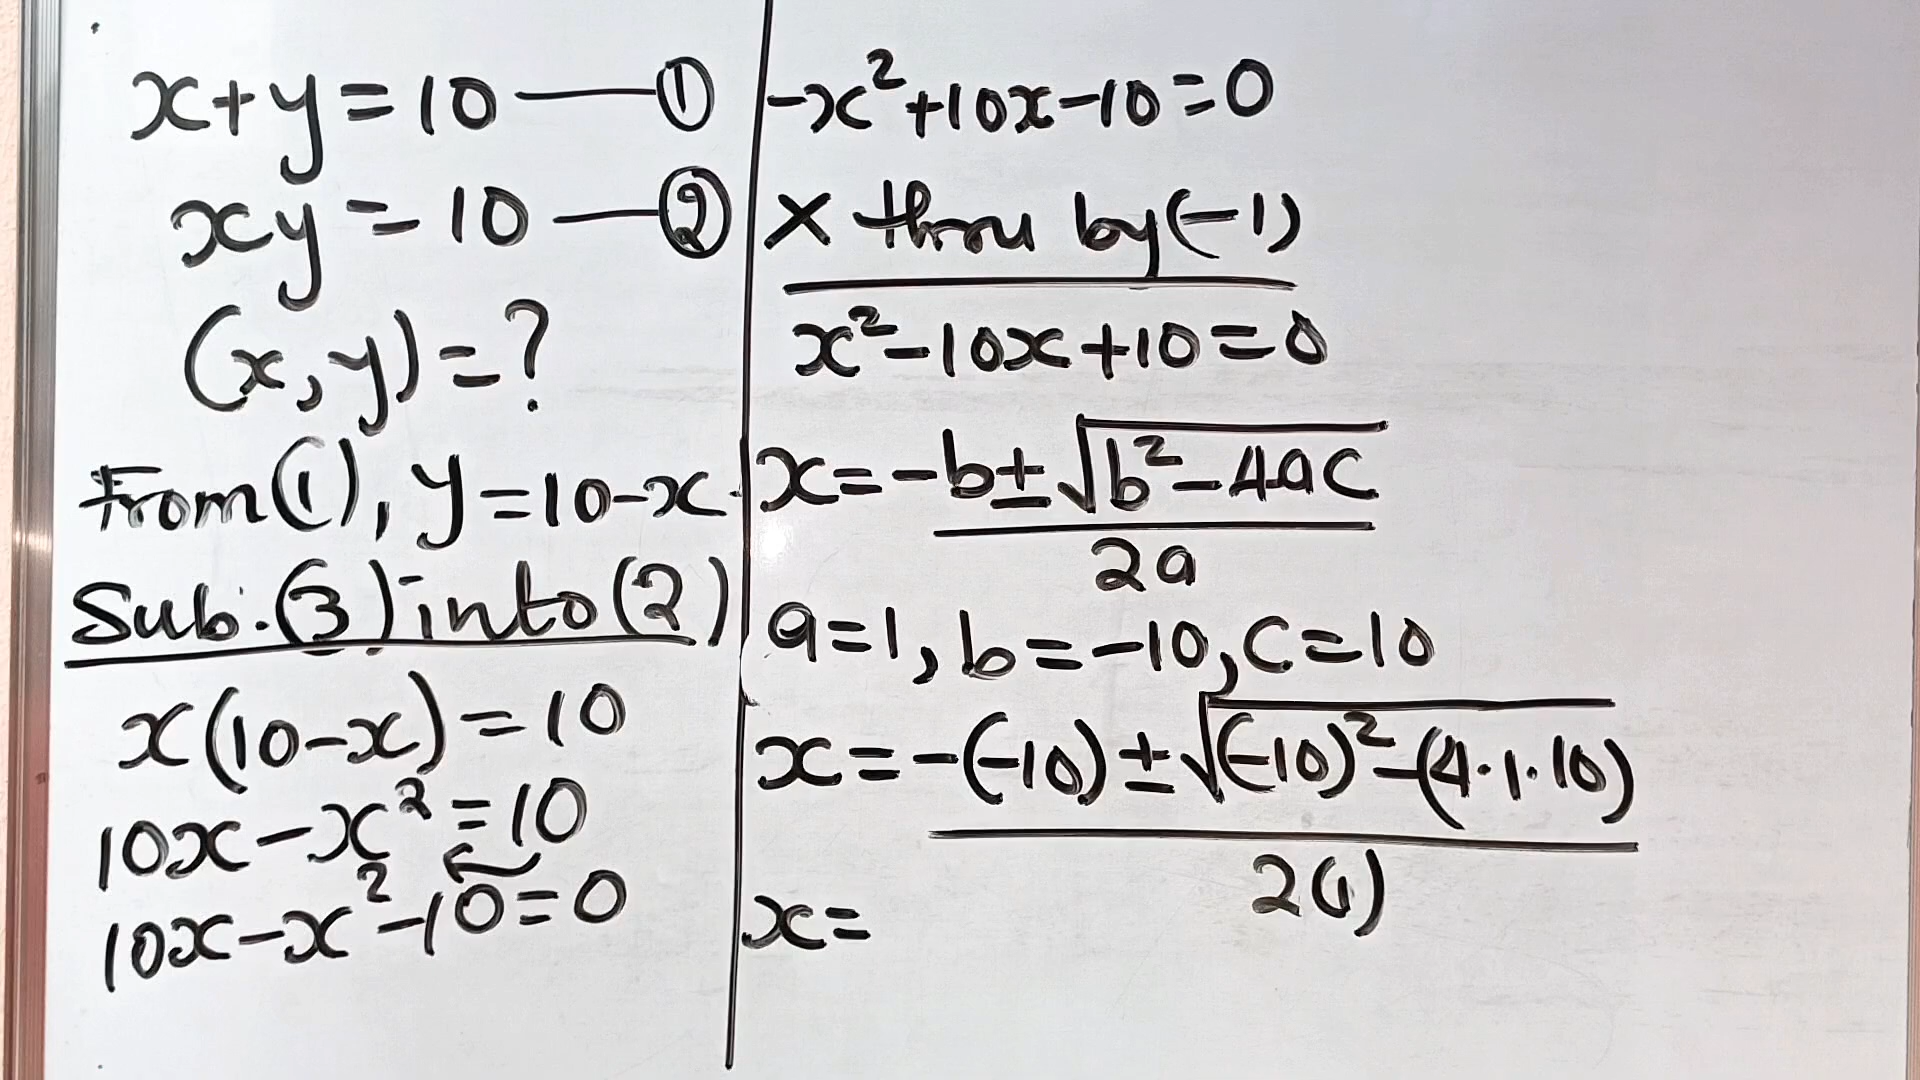 x+y=10 —— ①
xy=10 —— ②
(x,y)=?
From(1), y=10-x
Sub.(3) into (2)
x(10-x)=10
10x-x²=10
10x-x²-10=0
-x²+10x-10=0
× thru by(-1)
x²-10x+10=0
x=-b±√b²-4ac
2a
a=1, b=-10, c=10
x=-(-10)±√(-10)²-(4·1·10)
2(1)
x=